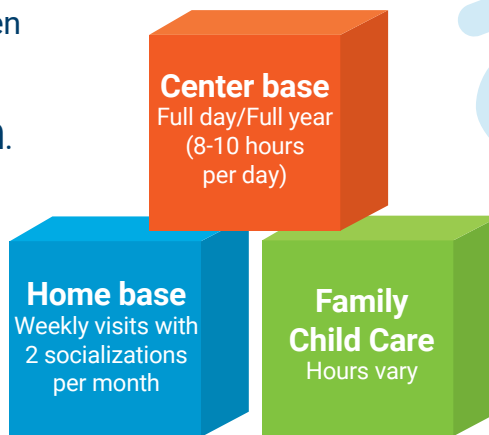 en
Center base
Full day/Full year
(8-10 hours
per day)
Home base
Weekly visits with
2 socializations
per month
Family
Child Care
Hours vary